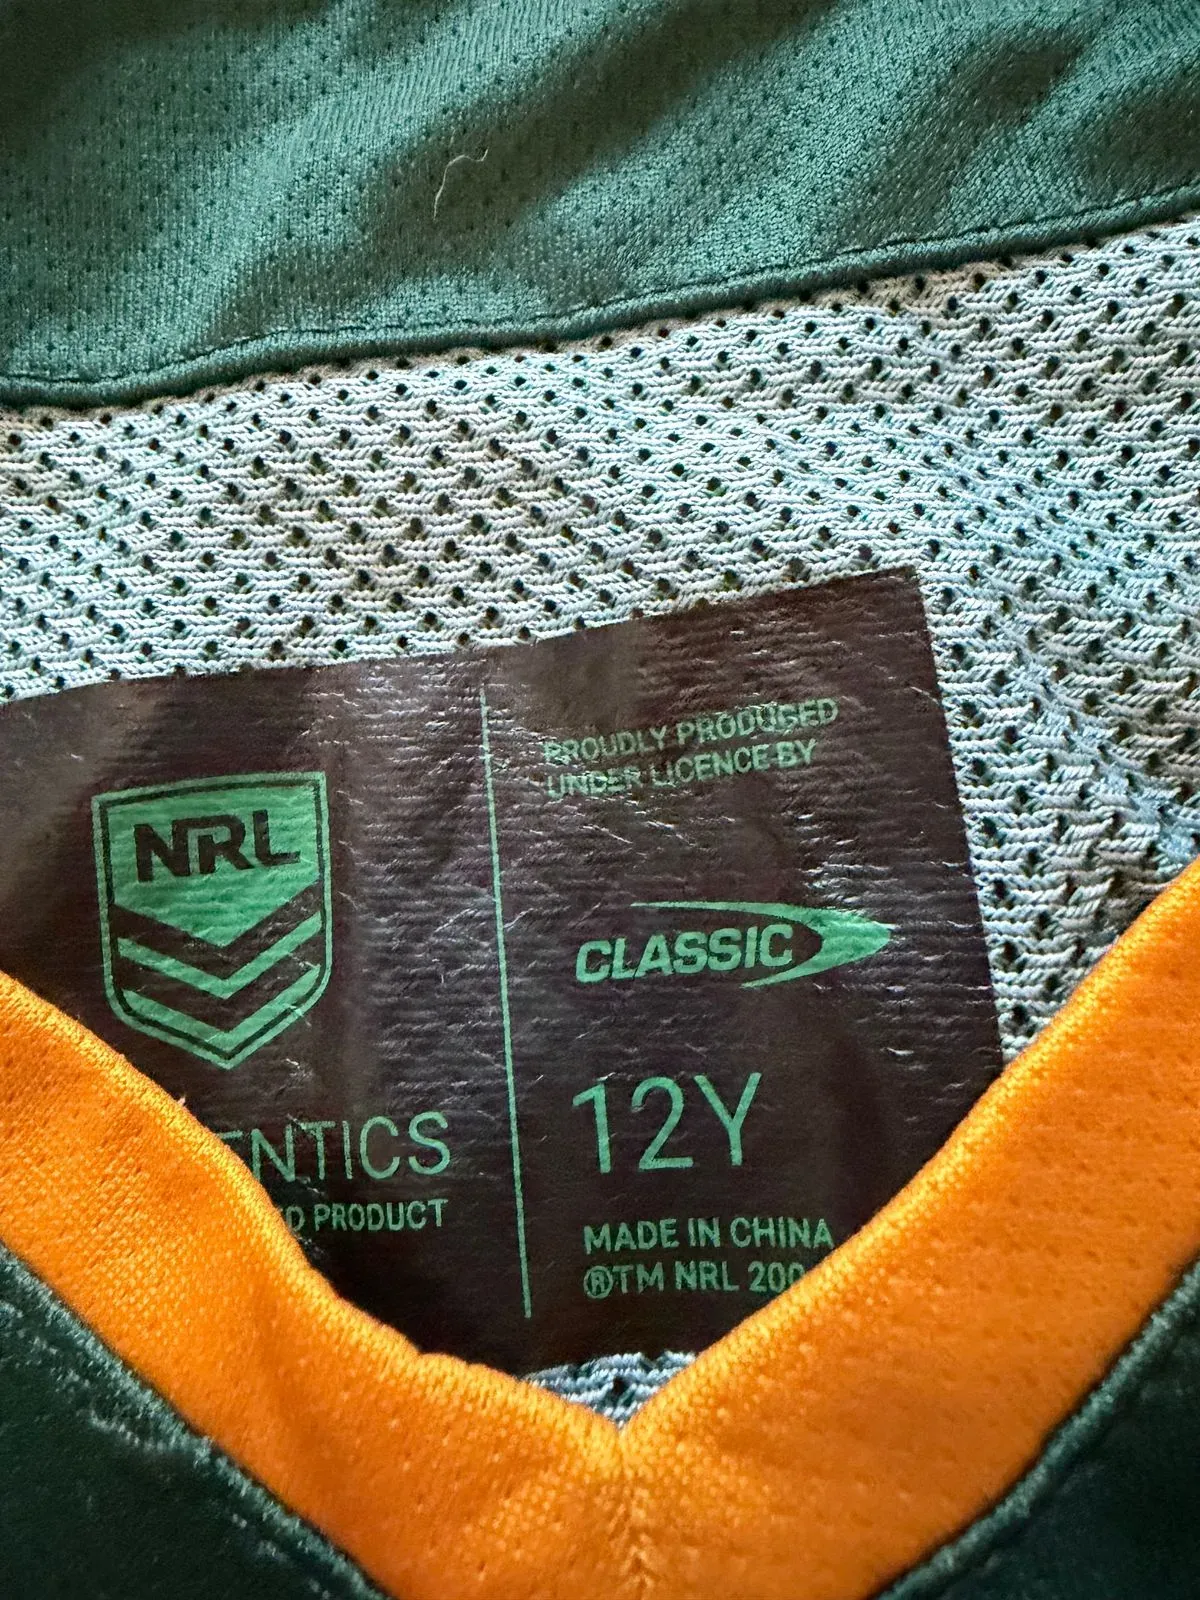 NRL
ENTICS
D PRODUCT
PROUDLY PRODUCED
UNDER LICENCE BY
CLASSIC
12Y
MADE IN CHINA
®TM NRL 200